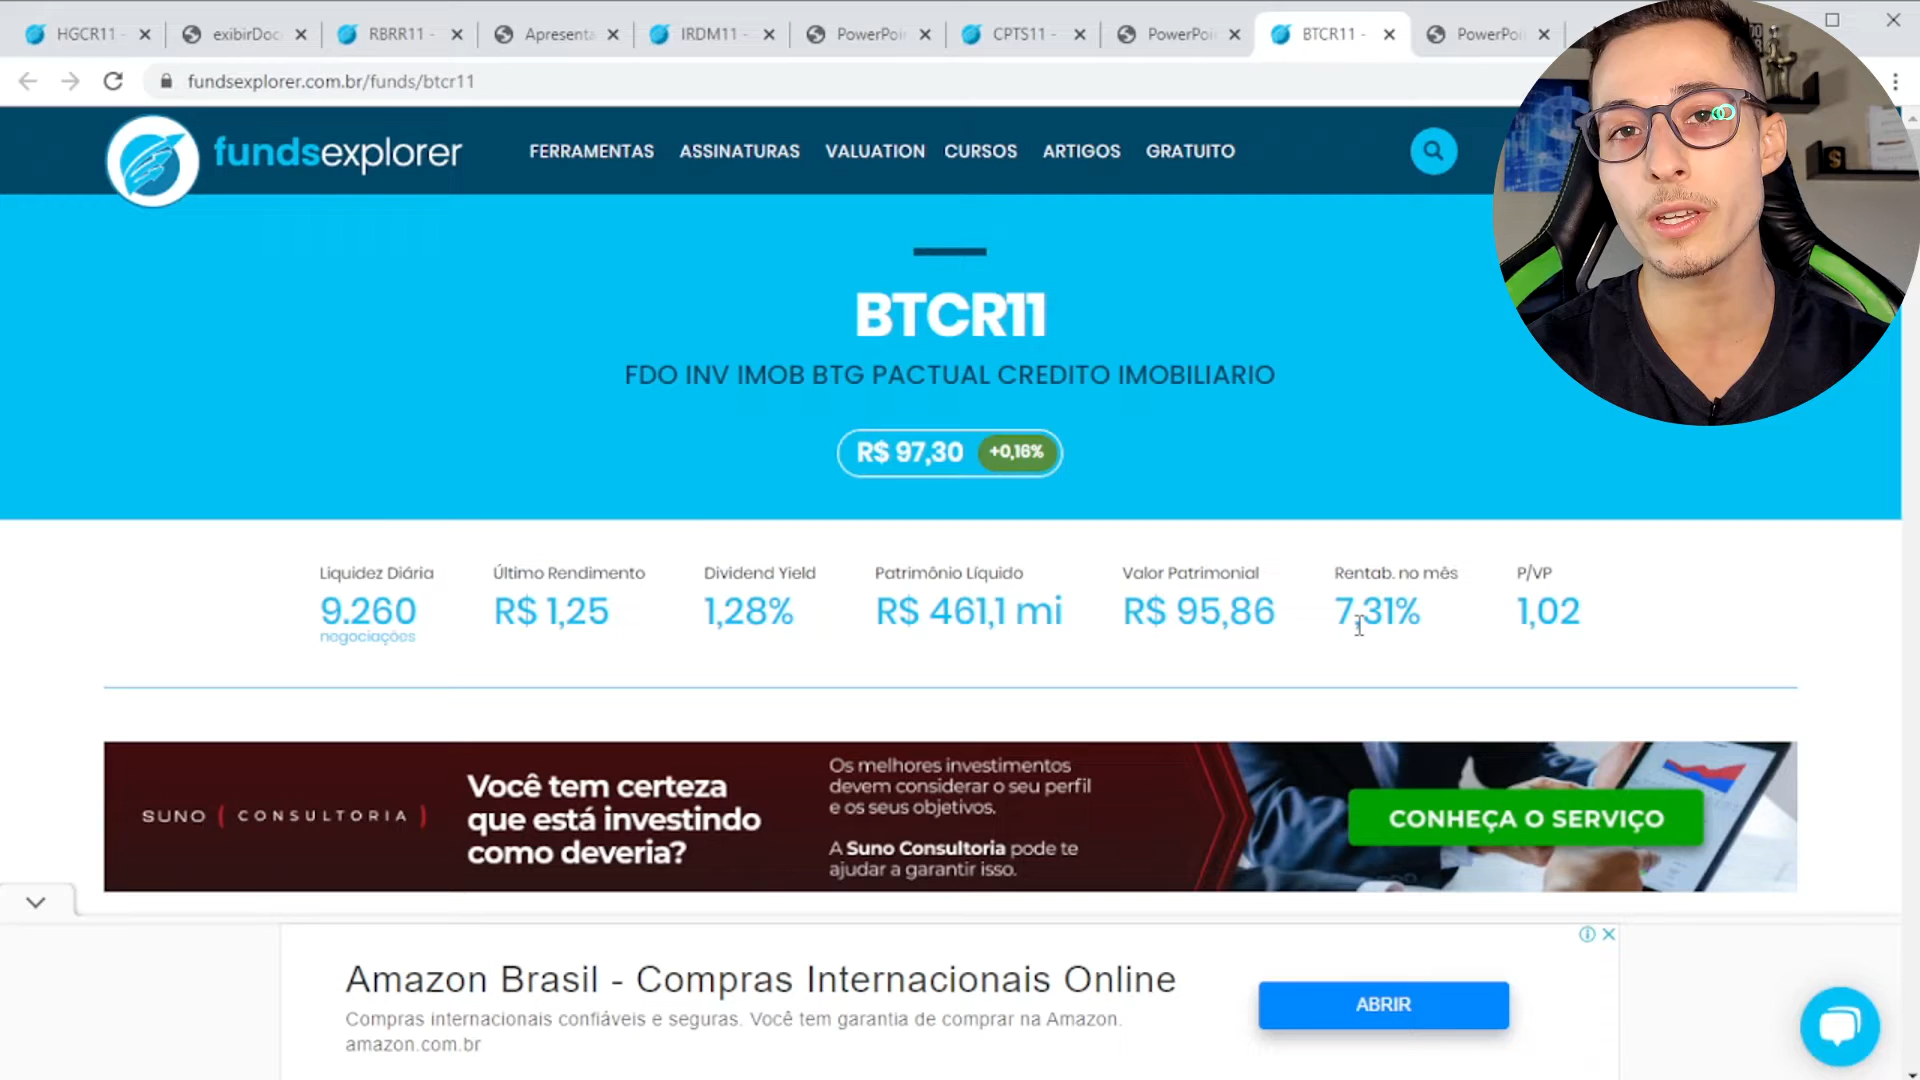 HGCR11 -
exibirDoc
RBRR11 -
Apresenta
IRDM11 -
PowerPoi
CPTS11 -
PowerPoi
BTCR11 -
PowerPoi
fundsexplorer.com.br/funds/btcr11
fundsexplorer
FERRAMENTAS ASSINATURAS VALUATION CURSOS ARTIGOS GRATUITO
BTCR11
FDO INV IMOB BTG PACTUAL CREDITO IMOBILIARIO
R$ 97,30 +0,16%
Liquidez Diária
9.260
negociações
Último Rendimento
R$ 1,25
Dividend Yield
1,28%
Patrimônio Líquido
R$ 461,1 mi
Valor Patrimonial
R$ 95,86
Rentab. no mês
7,31%
P/VP
1,02
SUNO ( CONSULTORIA )
Você tem certeza
que está investindo
como deveria?
Os melhores investimentos
devem considerar o seu perfil
e os seus objetivos.
A Suno Consultoria pode te
ajudar a garantir isso.
CONHEÇA O SERVIÇO
Amazon Brasil - Compras Internacionais Online
Compras internacionais confiáveis e seguras. Você tem garantia de comprar na Amazon.
amazon.com.br
ABRIR